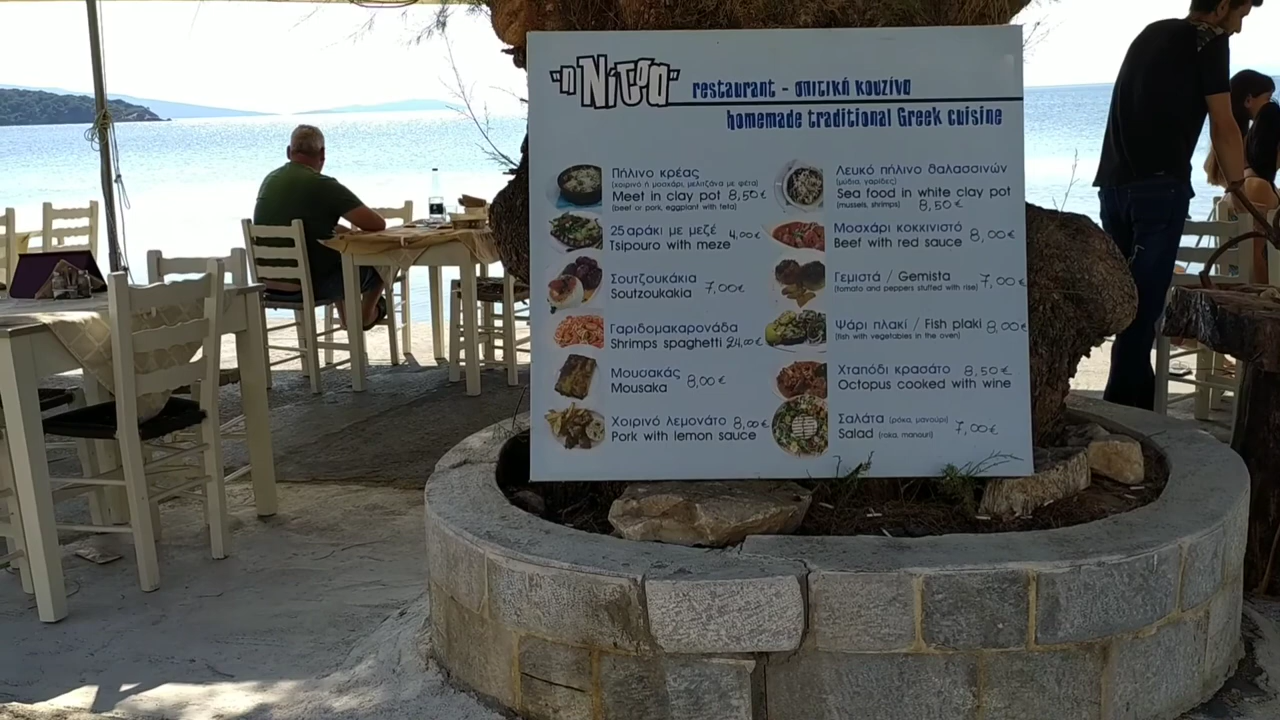 "η Νίτσα"
restaurant - σπιτική κουζίνα
homemade traditional Greek cuisine
Πήλινο κρέας
(χοιρινό ή μοσχάρι, μελιτζάνα με φέτα)
Meet in clay pot 8,50€
(beef or pork, eggplant with feta)
25αράκι με μεζέ
Tsipouro with meze 4,00€
Σουτζουκάκια
Soutzoukakia 7,00€
Γαριδομακαρονάδα
Shrimps spaghetti 24,00€
Μουσακάς
Mousaka 8,00€
Χοιρινό λεμονάτο 8,00€
Pork with lemon sauce
Λευκό πήλινο θαλασσινών
(μύδια, γαρίδες)
Sea food in white clay pot
(mussels, shrimps) 8,50€
Μοσχάρι κοκκινιστό
Beef with red sauce 8,00€
Γεμιστά / Gemista 7,00€
(tomato and peppers stuffed with rise)
Ψάρι πλακί / Fish plaki 8,00€
(fish with vegetables in the oven)
Χταπόδι κρασάτο 8,50€
Octopus cooked with wine
Σαλάτα (ρόκα, μανούρι)
Salad (roka, manouri) 7,00€